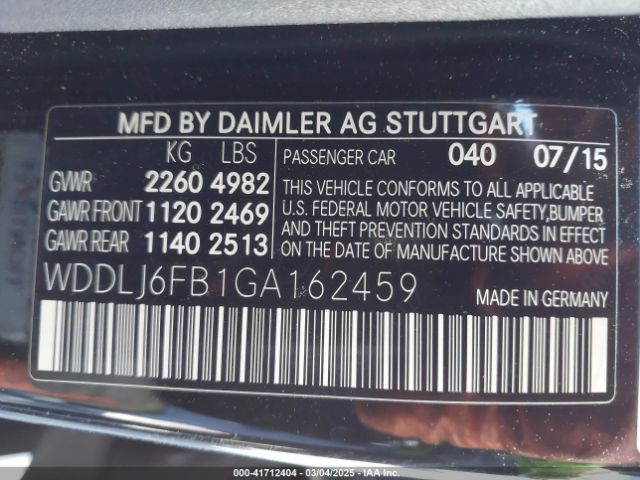 MFD BY DAIMLER AG STUTTGART
KG LBS
GVWR 2260 4982
GAWR FRONT 1120 2469
GAWR REAR 1140 2513
PASSENGER CAR 040 07/15
THIS VEHICLE CONFORMS TO ALL APPLICABLE
U.S. FEDERAL MOTOR VEHICLE SAFETY,BUMPER
AND THEFT PREVENTION STANDARDS IN EFFECT
ON THE DATE OF MANUFACTURE SHOWN ABOVE.
WDDLJ6FB1GA162459 MADE IN GERMANY
000-41712404 - 03/04/2025 - IAA Inc.